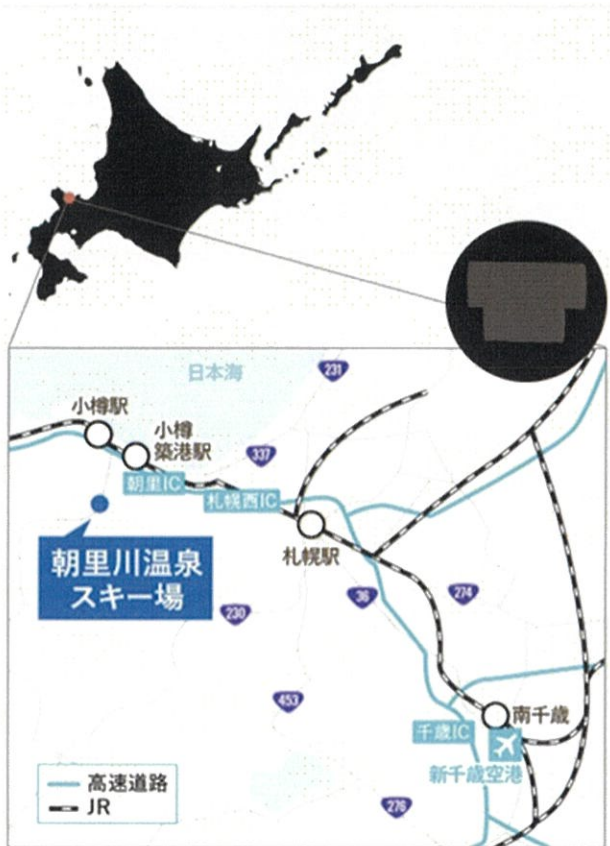 日本海
231
小樽駅
小樽
築港駅
337
朝里IC
札幌西IC
札幌駅
朝里川温泉
スキー場
230
36
274
453
南千歳
千歳IC
新千歳空港
276
高速道路
JR